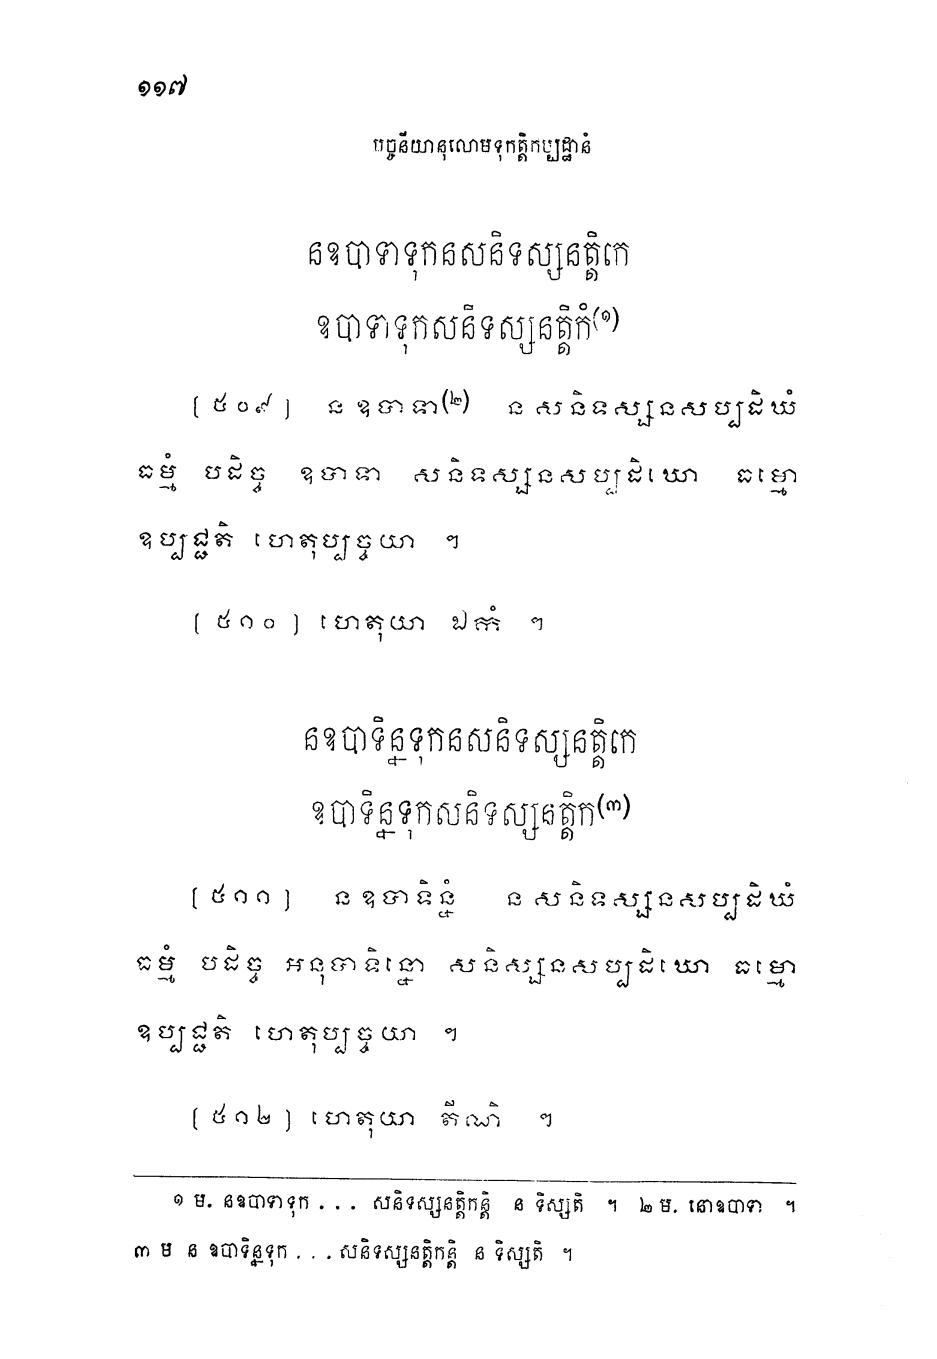 ១១៧
បច្ចនីយានុលោមទុកត្តិកប្បដ្ឋានំ
នឧបាទាទុកនសនិទស្សនត្តិកេ
ឧបាទាទុកសនិទស្សនត្តិកំ(១)
[ ៥០៩ ] ន ឧបាទា(២) ន សនិទស្សនសប្បដិឃំ
ធម្មំ បដិច្ច ឧបាទា សនិទស្សនសប្បដិឃោ ធម្មោ
ឧប្បជ្ជតិ ហេតុប្បច្ចយា ។
[ ៥១០ ] ហេតុយា ឯកំ ។
នឧបាទិន្នទុកនសនិទស្សនត្តិកេ
ឧបាទិន្នទុកសនិទស្សនត្តិក(៣)
[ ៥១១ ] ន ឧបាទិន្នំ ន សនិទស្សនសប្បដិឃំ
ធម្មំ បដិច្ច អនុបាទិន្នោ សនិស្សនសប្បដិឃោ ធម្មោ
ឧប្បជ្ជតិ ហេតុប្បច្ចយា ។
[ ៥១២ ] ហេតុយា តីណិ ។
១ ម. នឧបាទាទុក . . . សនិទស្សនត្តិកន្តិ ន ទិស្សតិ ។ ២ ម. នោឧបាទា ។
៣ ម ន ឧបាទិន្នទុក . . . សនិទស្សនត្តិកន្តិ ន ទិស្សតិ ។